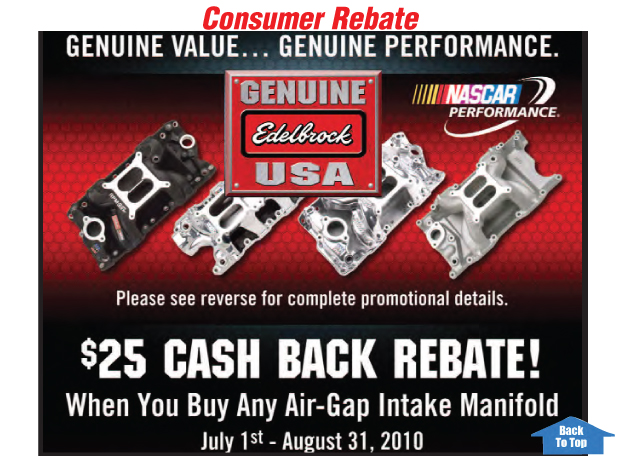 Consumer Rebate
GENUINE VALUE... GENUINE PERFORMANCE.
GENUINE
Edelbrock
USA
NASCAR
PERFORMANCE.
Please see reverse for complete promotional details.
$25 CASH BACK REBATE!
When You Buy Any Air-Gap Intake Manifold
July 1st - August 31, 2010
Back
To Top